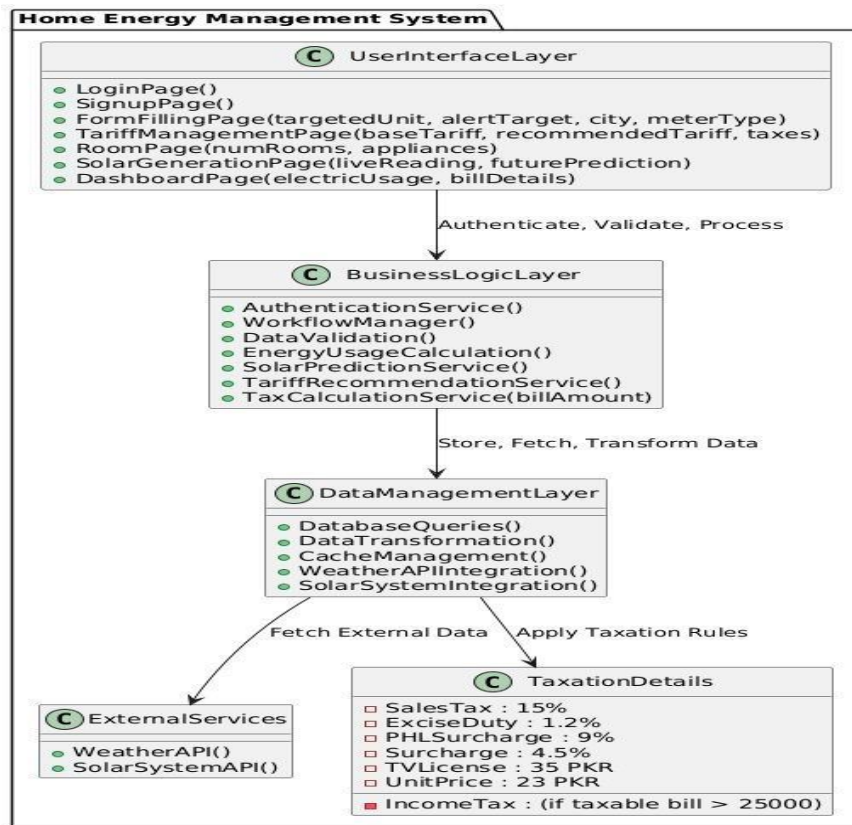 Home Energy Management System
C UserInterfaceLayer
LoginPage()
SignupPage()
FormFillingPage(targetedUnit, alertTarget, city, meterType)
TariffManagementPage(baseTariff, recommendedTariff, taxes)
RoomPage(numRooms, appliances)
SolarGenerationPage(liveReading, futurePrediction)
DashboardPage(electricUsage, billDetails)
Authenticate, Validate, Process
C BusinessLogicLayer
AuthenticationService()
WorkflowManager()
DataValidation()
EnergyUsageCalculation()
SolarPredictionService()
TariffRecommendationService()
TaxCalculationService(billAmount)
Store, Fetch, Transform Data
C DataManagementLayer
DatabaseQueries()
DataTransformation()
CacheManagement()
WeatherAPIIntegration()
SolarSystemIntegration()
Fetch External Data
Apply Taxation Rules
C ExternalServices
WeatherAPI()
SolarSystemAPI()
C TaxationDetails
SalesTax : 15%
ExciseDuty : 1.2%
PHLSurcharge : 9%
Surcharge : 4.5%
TVLicense : 35 PKR
UnitPrice : 23 PKR
IncomeTax : (if taxable bill > 25000)